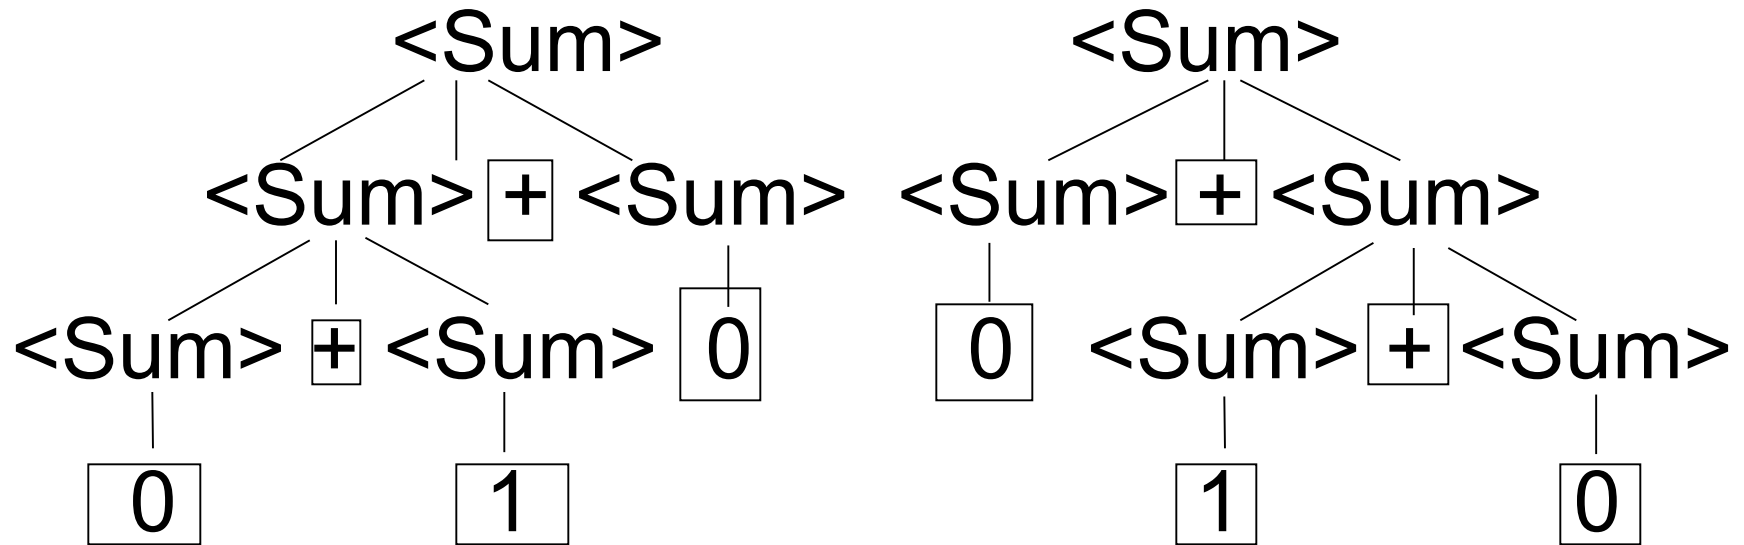 <Sum> <Sum>
<Sum> + <Sum> <Sum> + <Sum>
<Sum> + <Sum> 0 0 <Sum> + <Sum>
0 1 1 0